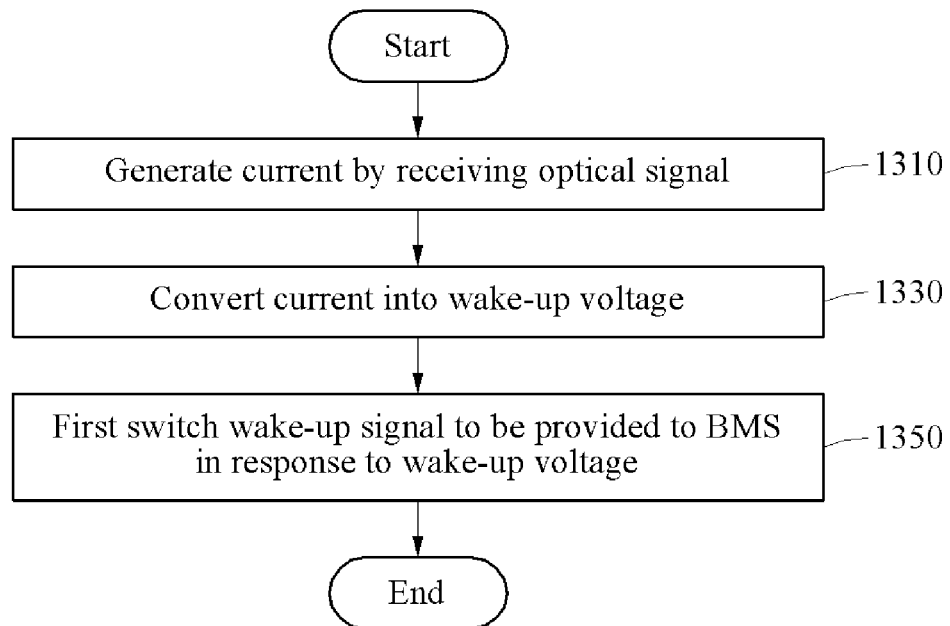 Start
Generate current by receiving optical signal
1310
Convert current into wake-up voltage
1330
First switch wake-up signal to be provided to BMS
in response to wake-up voltage
1350
End